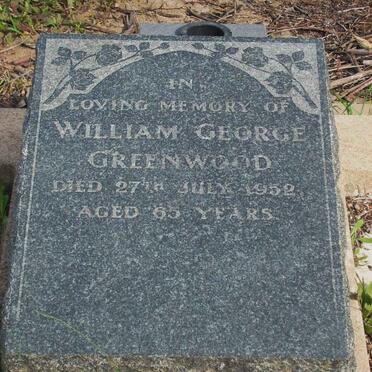 IN
LOVING MEMORY OF
WILLIAM GEORGE
GREENWOOD
DIED 27TH JULY 1952,
AGED 65 YEARS